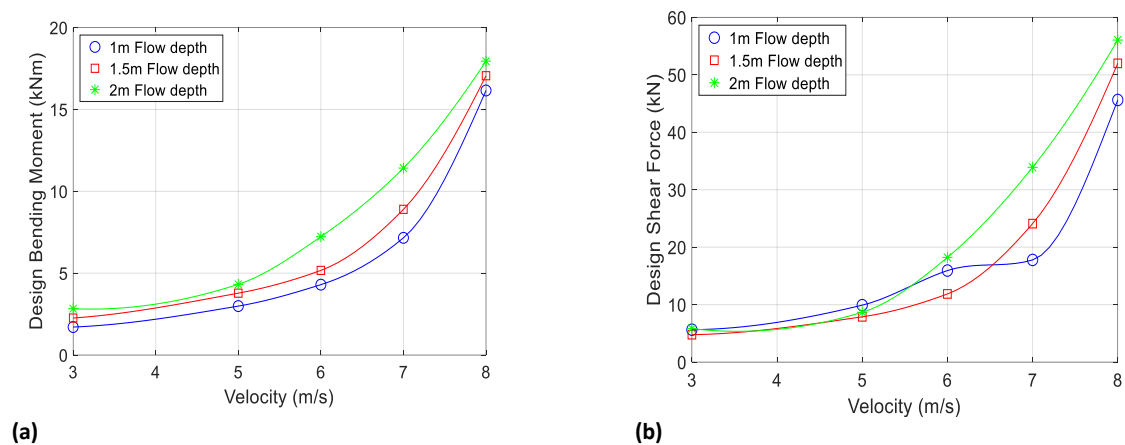 20
15
10
5
0
3
4
5
6
7
8
Design Bending Moment (kNm)
Velocity (m/s)
1m Flow depth
1.5m Flow depth
2m Flow depth
(a)
60
50
40
30
20
10
0
3
4
5
6
7
8
Design Shear Force (kN)
Velocity (m/s)
1m Flow depth
1.5m Flow depth
2m Flow depth
(b)